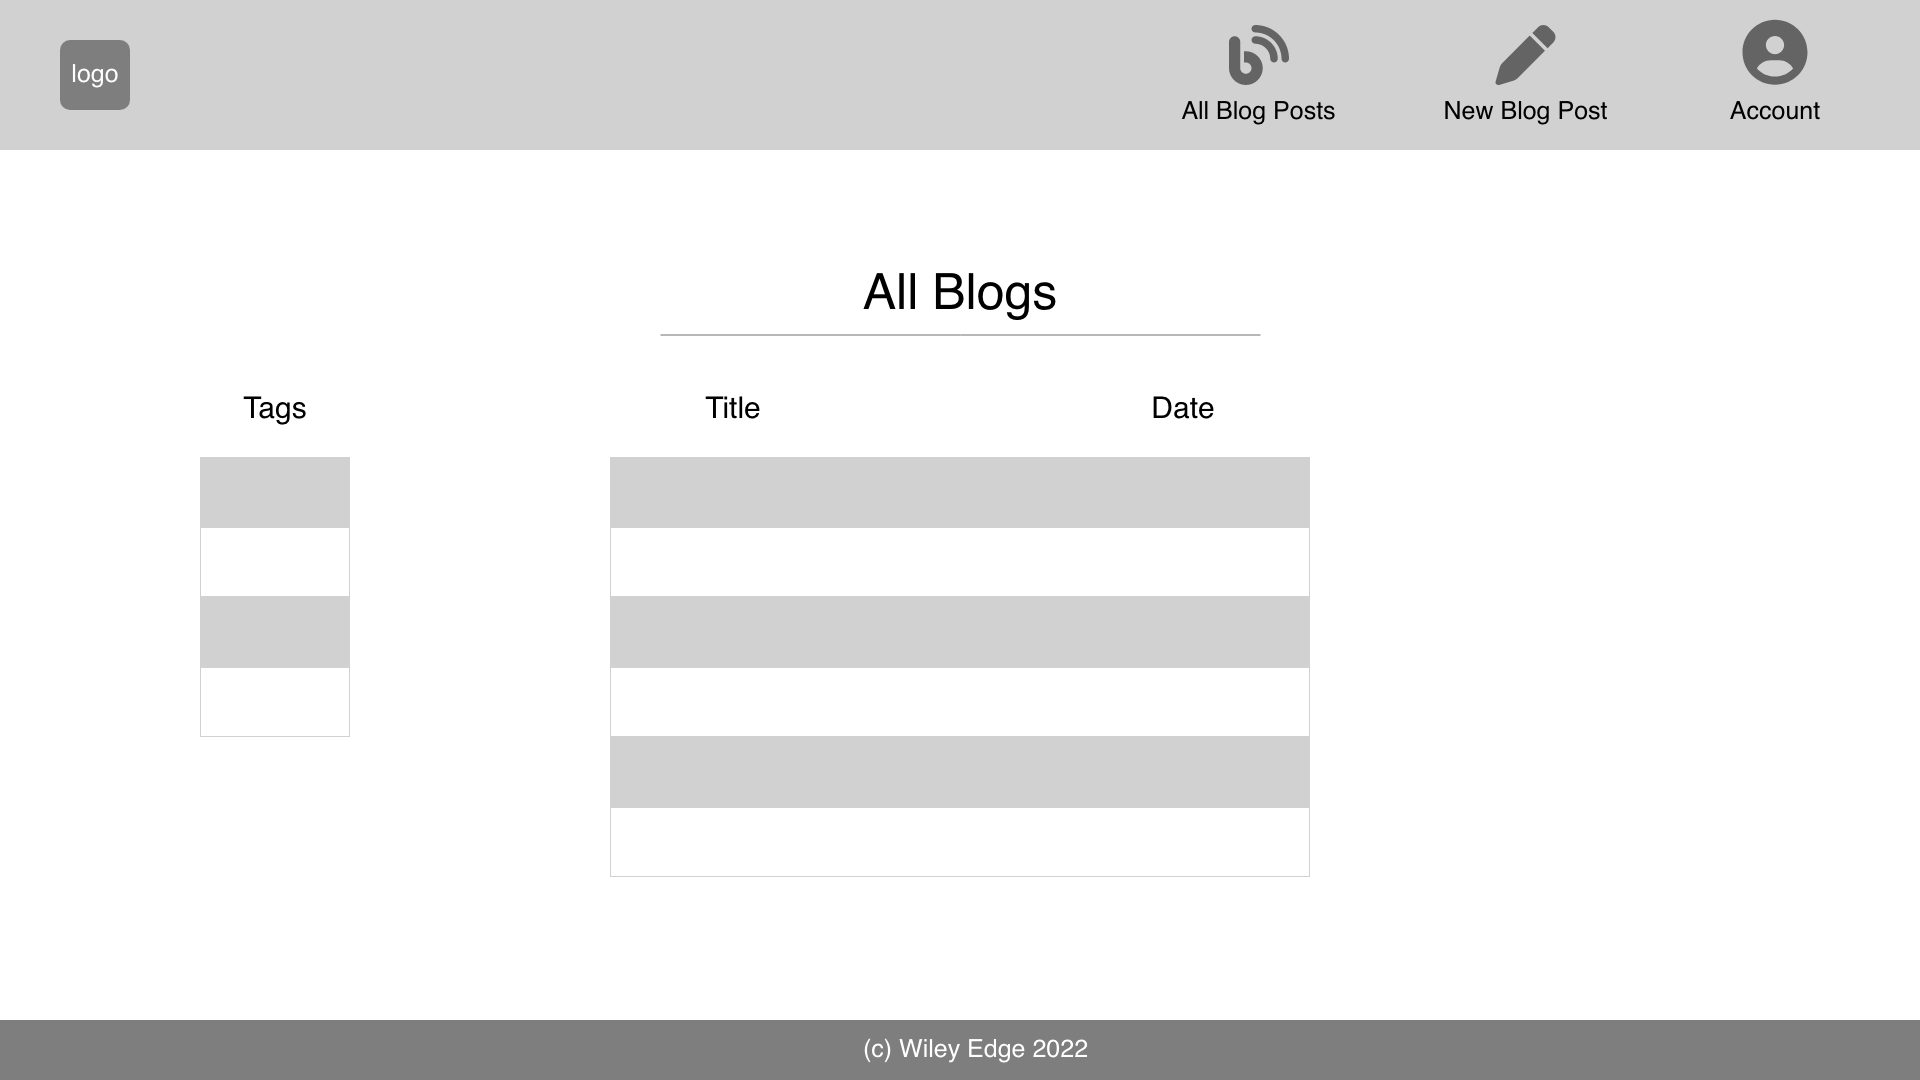 logo
All Blog Posts
New Blog Post
Account
All Blogs
Tags
Title
Date
(c) Wiley Edge 2022